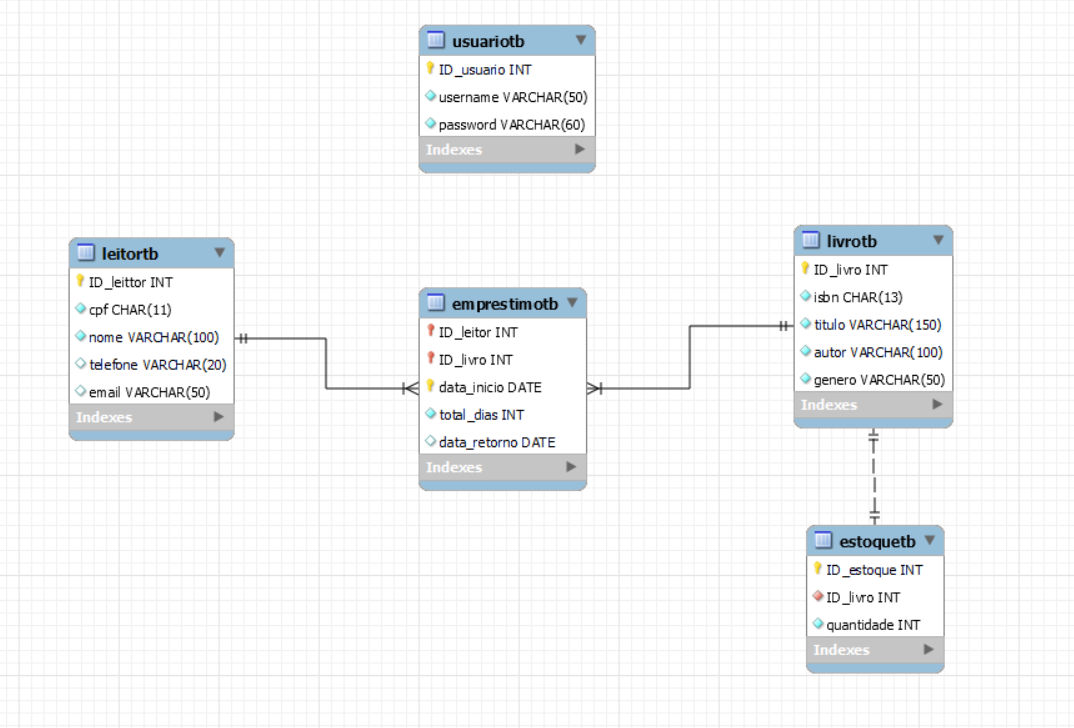 usuariotb
ID_usuario INT
username VARCHAR(50)
password VARCHAR(60)
Indexes
leitortb
ID_leittor INT
cpf CHAR(11)
nome VARCHAR(100)
telefone VARCHAR(20)
email VARCHAR(50)
Indexes
emprestimotb
ID_leitor INT
ID_livro INT
data_inicio DATE
total_dias INT
data_retorno DATE
Indexes
livrotb
ID_livro INT
isbn CHAR(13)
titulo VARCHAR(150)
autor VARCHAR(100)
genero VARCHAR(50)
Indexes
estoquetb
ID_estoque INT
ID_livro INT
quantidade INT
Indexes